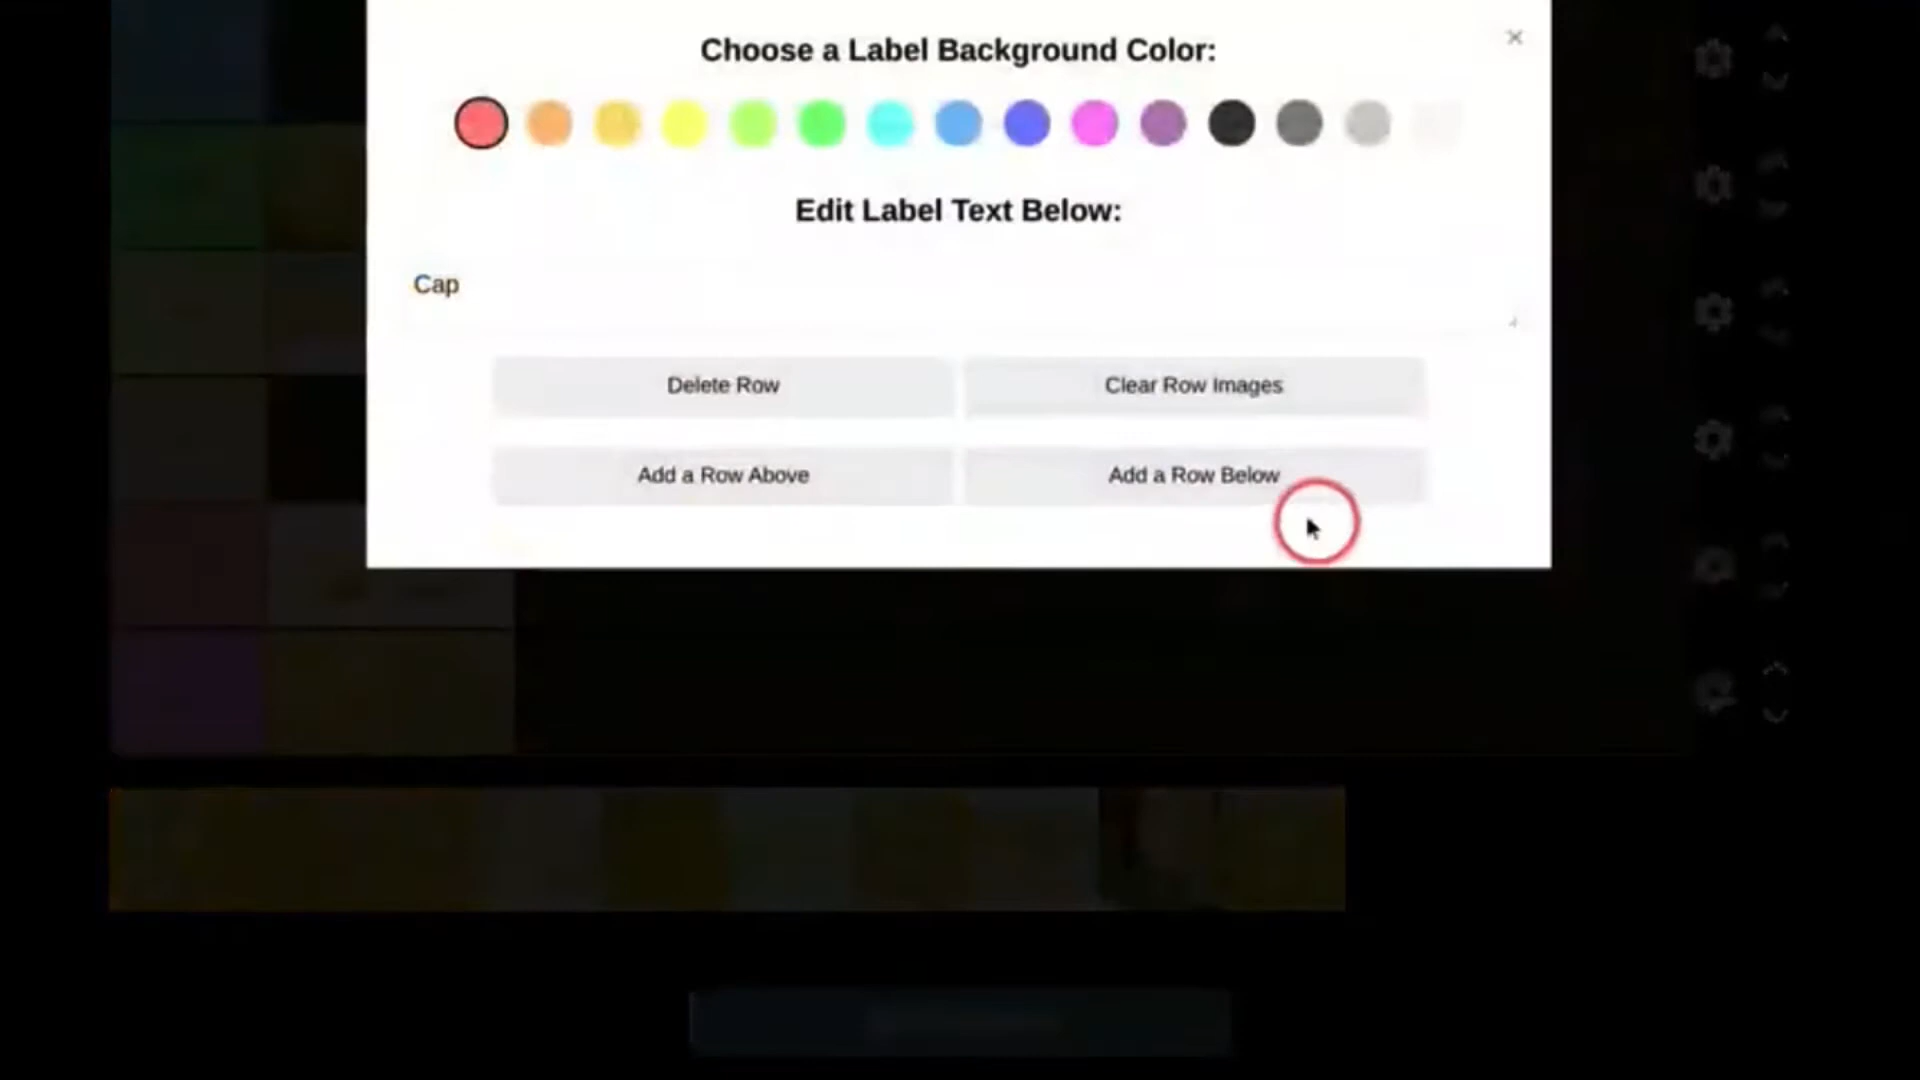 Choose a Label Background Color:
Edit Label Text Below:
Cap
Delete Row
Clear Row Images
Add a Row Above
Add a Row Below